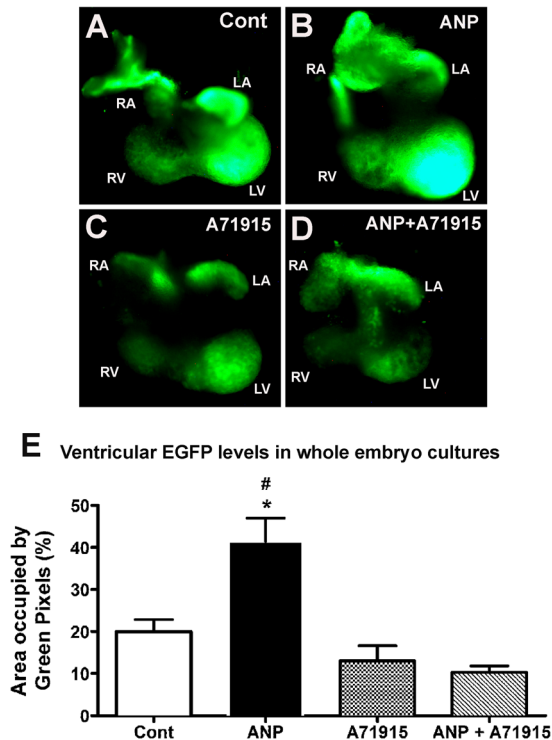 A Cont
RA LA
RV LV
B ANP
RA LA
RV LV
C A71915
RA LA
RV LV
D ANP+A71915
RA LA
RV LV
E Ventricular EGFP levels in whole embryo cultures
Area occupied by
Green Pixels (%)
50
40
30
20
10
0
#
*
Cont ANP A71915 ANP + A71915